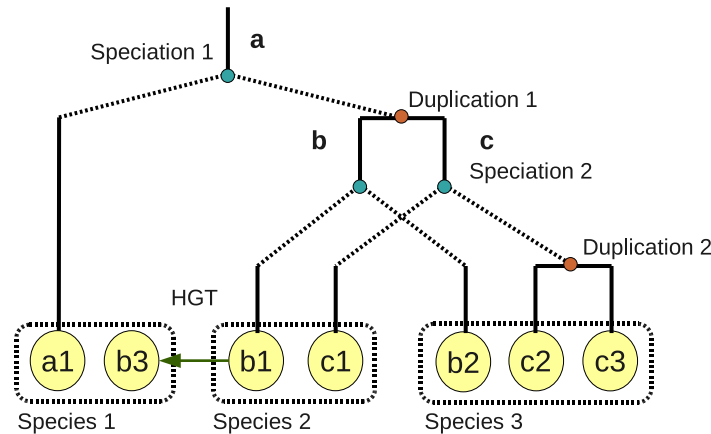 a
Speciation 1
Duplication 1
b
c
Speciation 2
Duplication 2
HGT
a1
b3
b1
c1
b2
c2
c3
Species 1
Species 2
Species 3